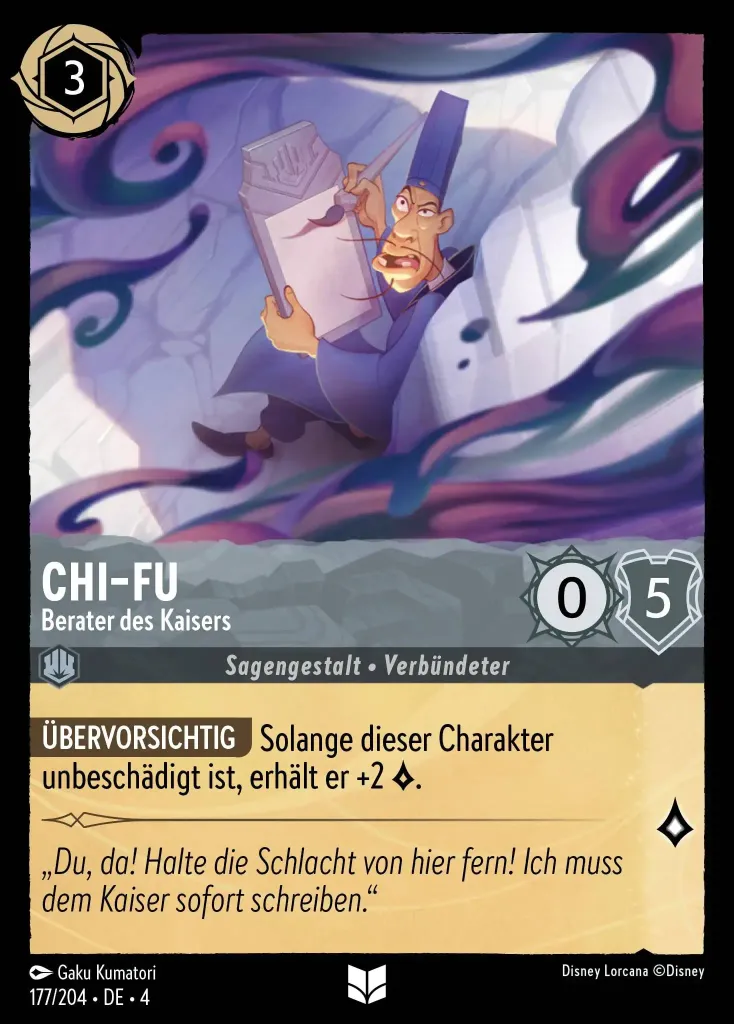 3
CHI-FU
Berater des Kaisers
0
5
Sagengestalt • Verbündeter
ÜBERVORSICHTIG Solange dieser Charakter
unbeschädigt ist, erhält er +2 .
„Du, da! Halte die Schlacht von hier fern! Ich muss
dem Kaiser sofort schreiben.“
Gaku Kumatori
Disney Lorcana ©Disney
177/204 • DE • 4